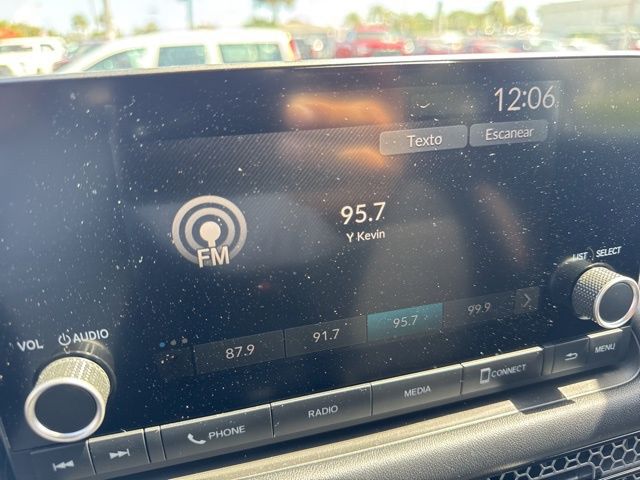 12:06
Texto
Escanear
95.7
Y Kevin
FM
LIST
SELECT
VOL
AUDIO
87.9
91.7
95.7
99.9
PHONE
RADIO
MEDIA
CONNECT
MENU